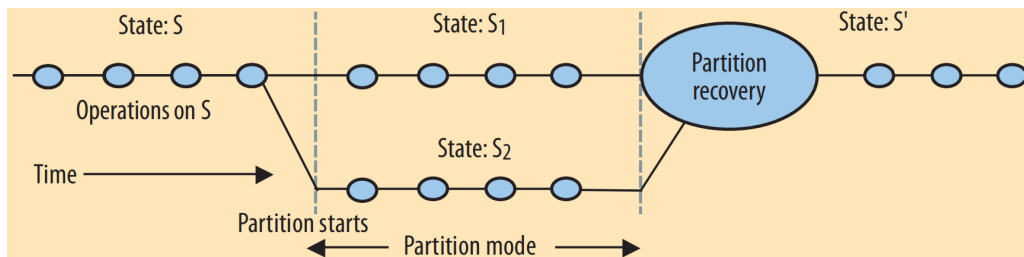 State: S
State: S1
State: S'
Partition
recovery
Operations on S
State: S2
Time
Partition starts
Partition mode